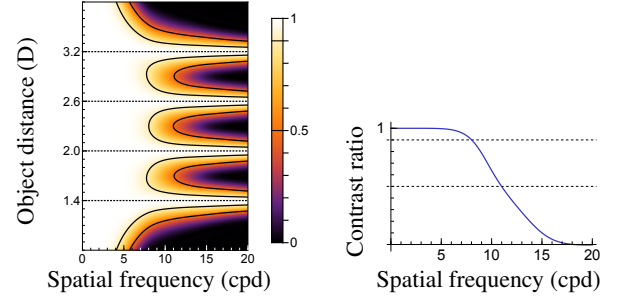 Object distance (D)
3.2
2.6
2.0
1.4
0 5 10 15 20
Spatial frequency (cpd)
1
0.5
0
Contrast ratio
1
5 10 15 20
Spatial frequency (cpd)